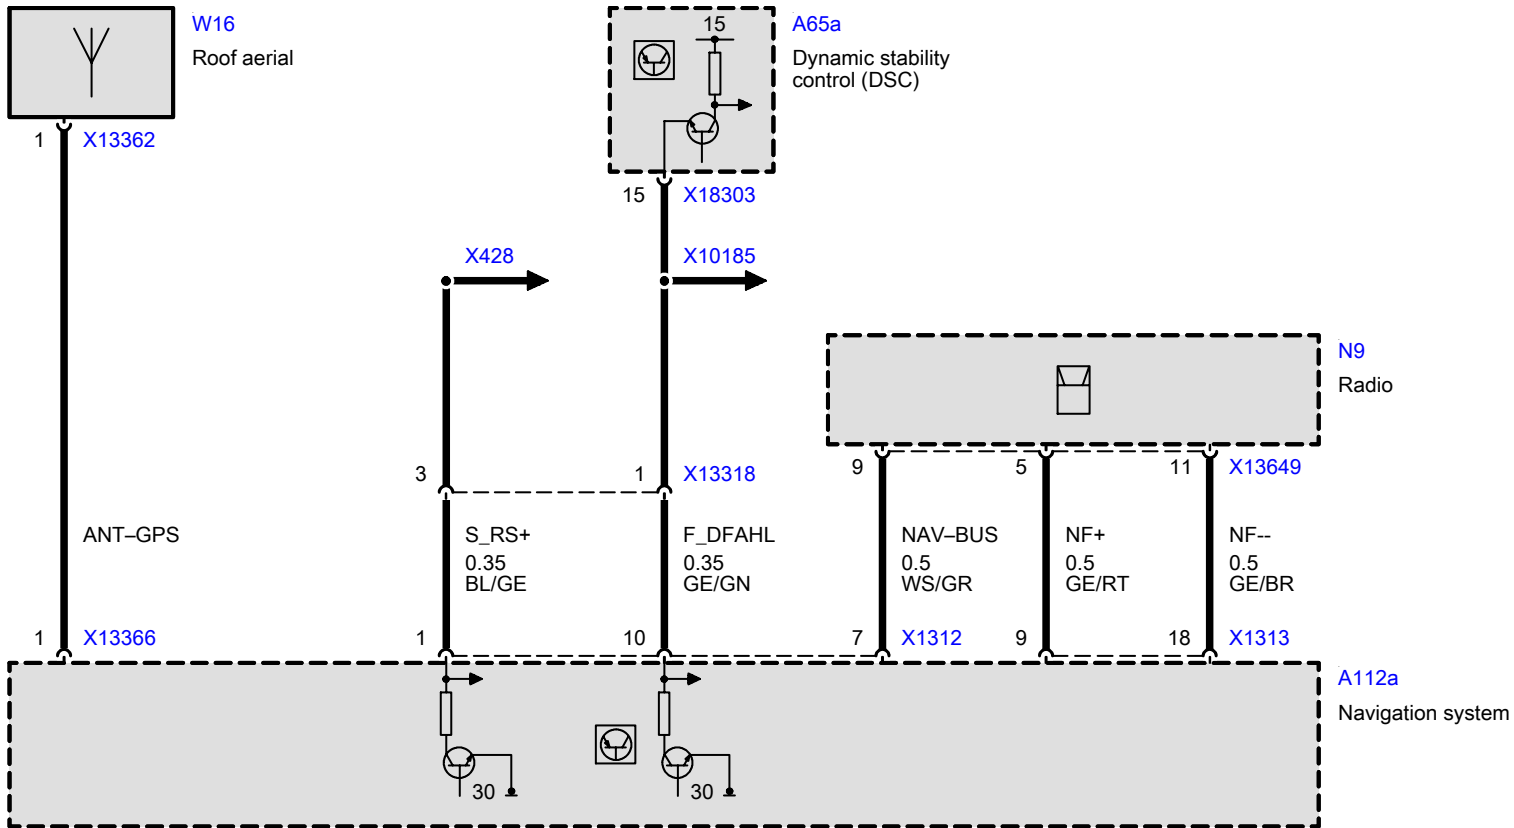 W16
Roof aerial
15
A65a
Dynamic stability
control (DSC)
1 X13362
15 X18303
X428
X10185
N9
Radio
3
1 X13318
9
5
11 X13649
ANT–GPS
S_RS+
0.35
BL/GE
F_DFAHL
0.35
GE/GN
NAV–BUS
0.5
WS/GR
NF+
0.5
GE/RT
NF--
0.5
GE/BR
1 X13366
1
10
7 X1312
9
18 X1313
A112a
Navigation system
30
30